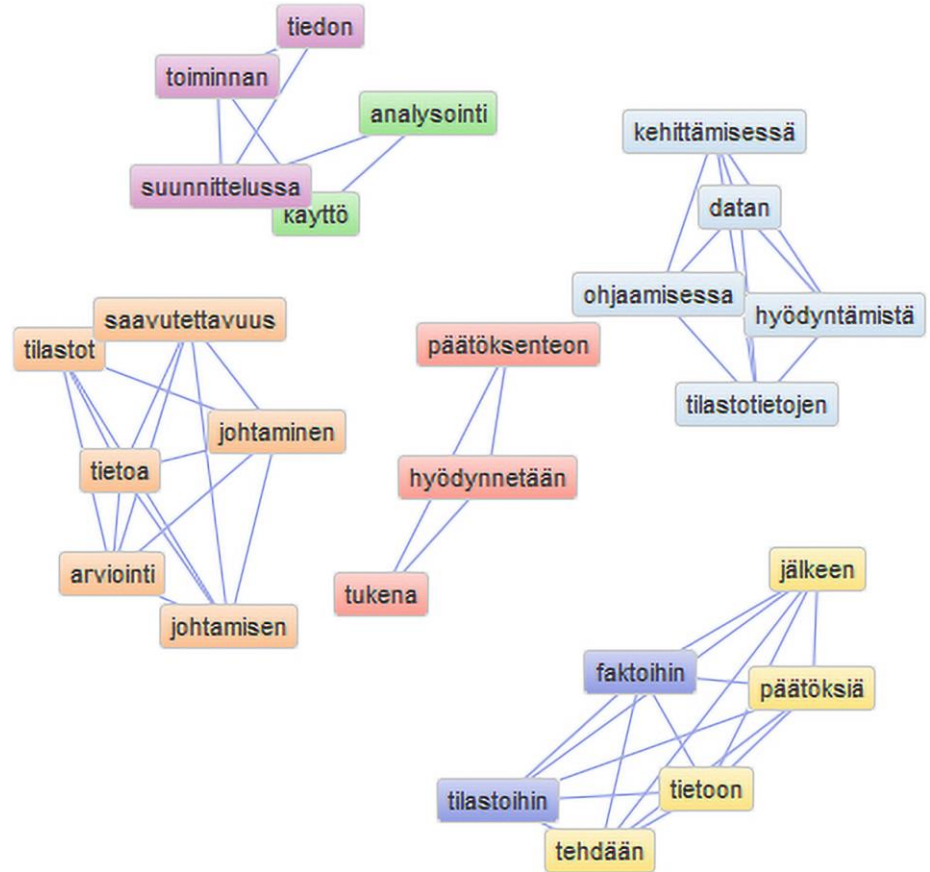 tiedon
toiminnan
analysointi
suunnittelussa
käyttö
kehittämisessä
datan
ohjaamisessa
hyödyntämistä
tilastotietojen
saavutettavuus
tilastot
johtaminen
tietoa
arviointi
johtamisen
päätöksenteon
hyödynnetään
tukena
jälkeen
faktoihin
päätöksiä
tietoon
tilastoihin
tehdään